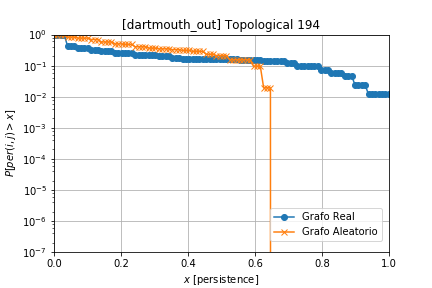 [dartmouth_out] Topological 194
P[per(i,j) > x]
10^0
10^-1
10^-2
10^-3
10^-4
10^-5
10^-6
10^-7
Grafo Real
Grafo Aleatorio
0.0 0.2 0.4 0.6 0.8 1.0
x [persistence]